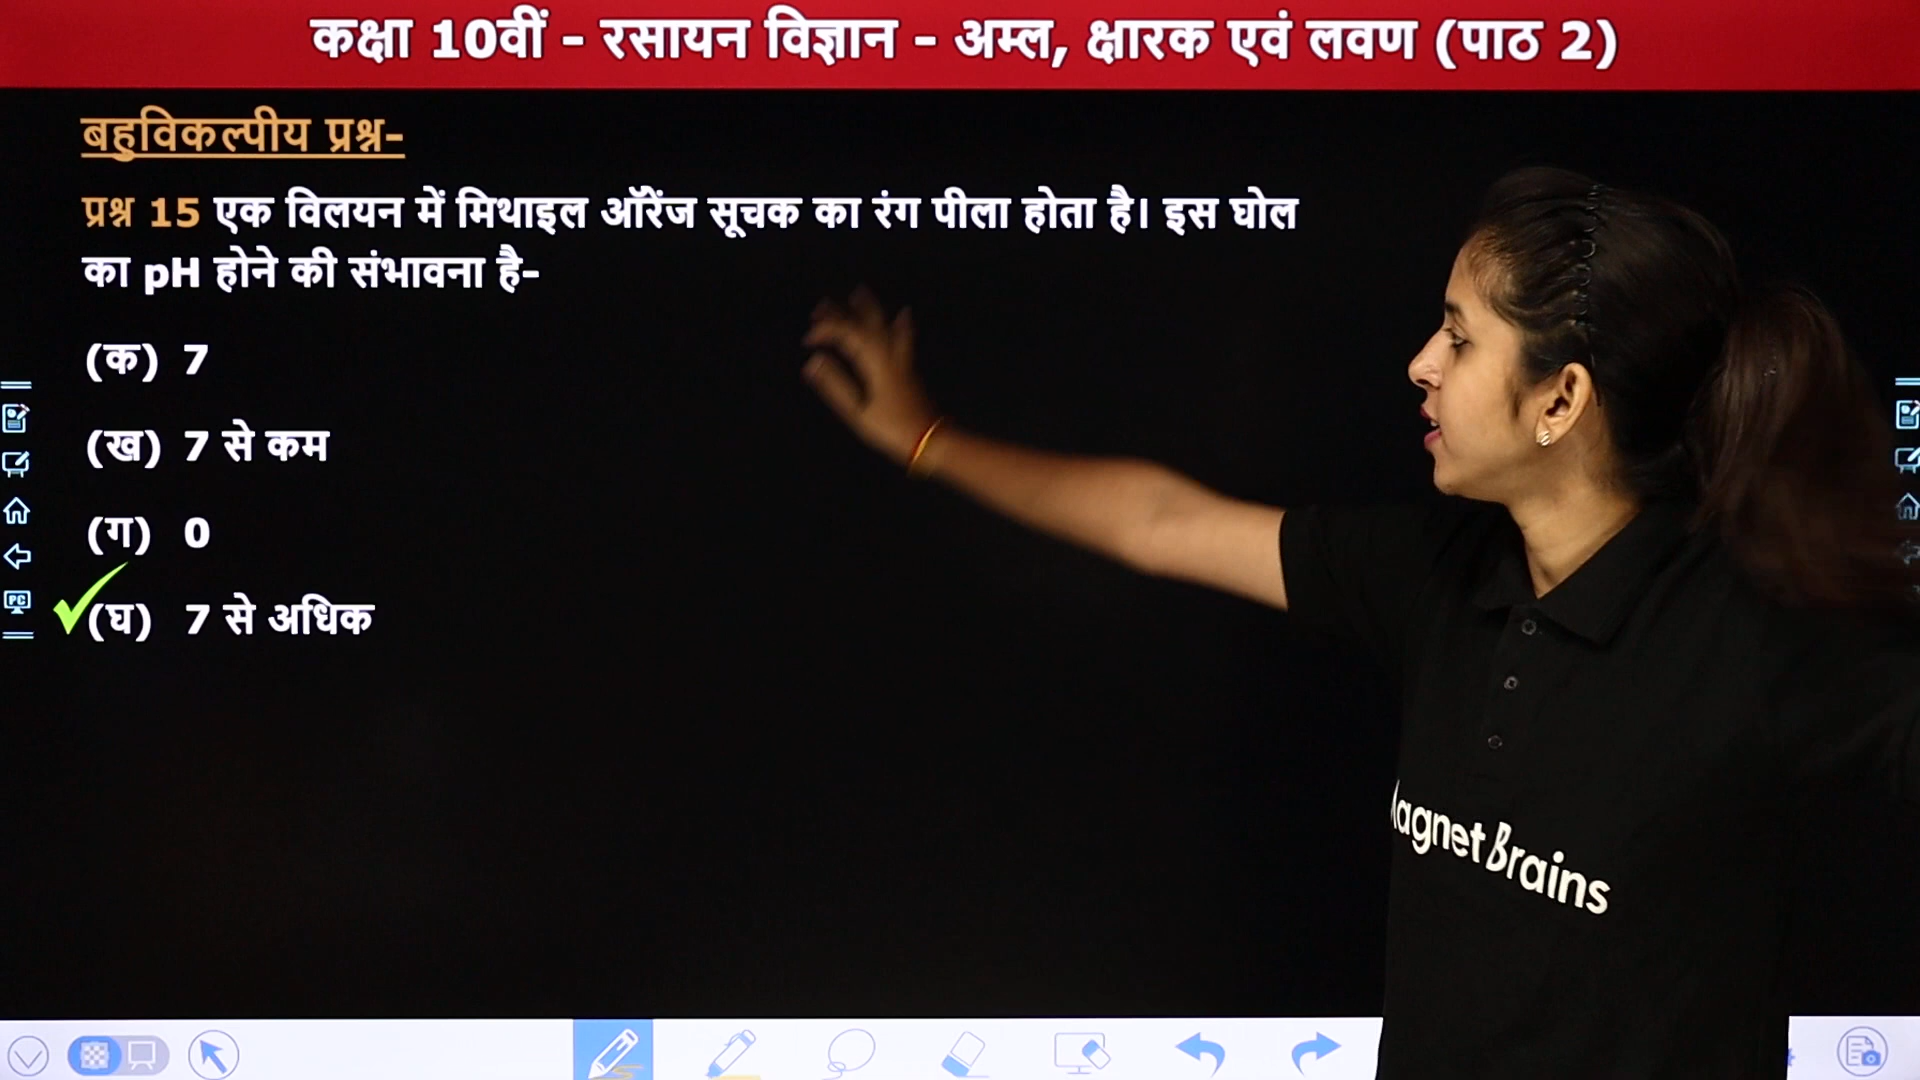 कक्षा 10वीं - रसायन विज्ञान - अम्ल, क्षारक एवं लवण (पाठ 2)
बहुविकल्पीय प्रश्न-
प्रश्न 15 एक विलयन में मिथाइल ऑरेंज सूचक का रंग पीला होता है। इस घोल
का pH होने की संभावना है-
(क) 7
(ख) 7 से कम
(ग) 0
(घ) 7 से अधिक
PC
agnet Brains